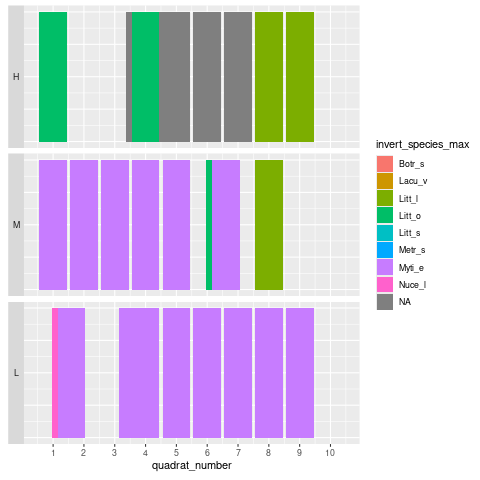 H
M
L
1 2 3 4 5 6 7 8 9 10
quadrat_number
invert_species_max
Botr_s
Lacu_v
Litt_l
Litt_o
Litt_s
Metr_s
Myti_e
Nuce_l
NA